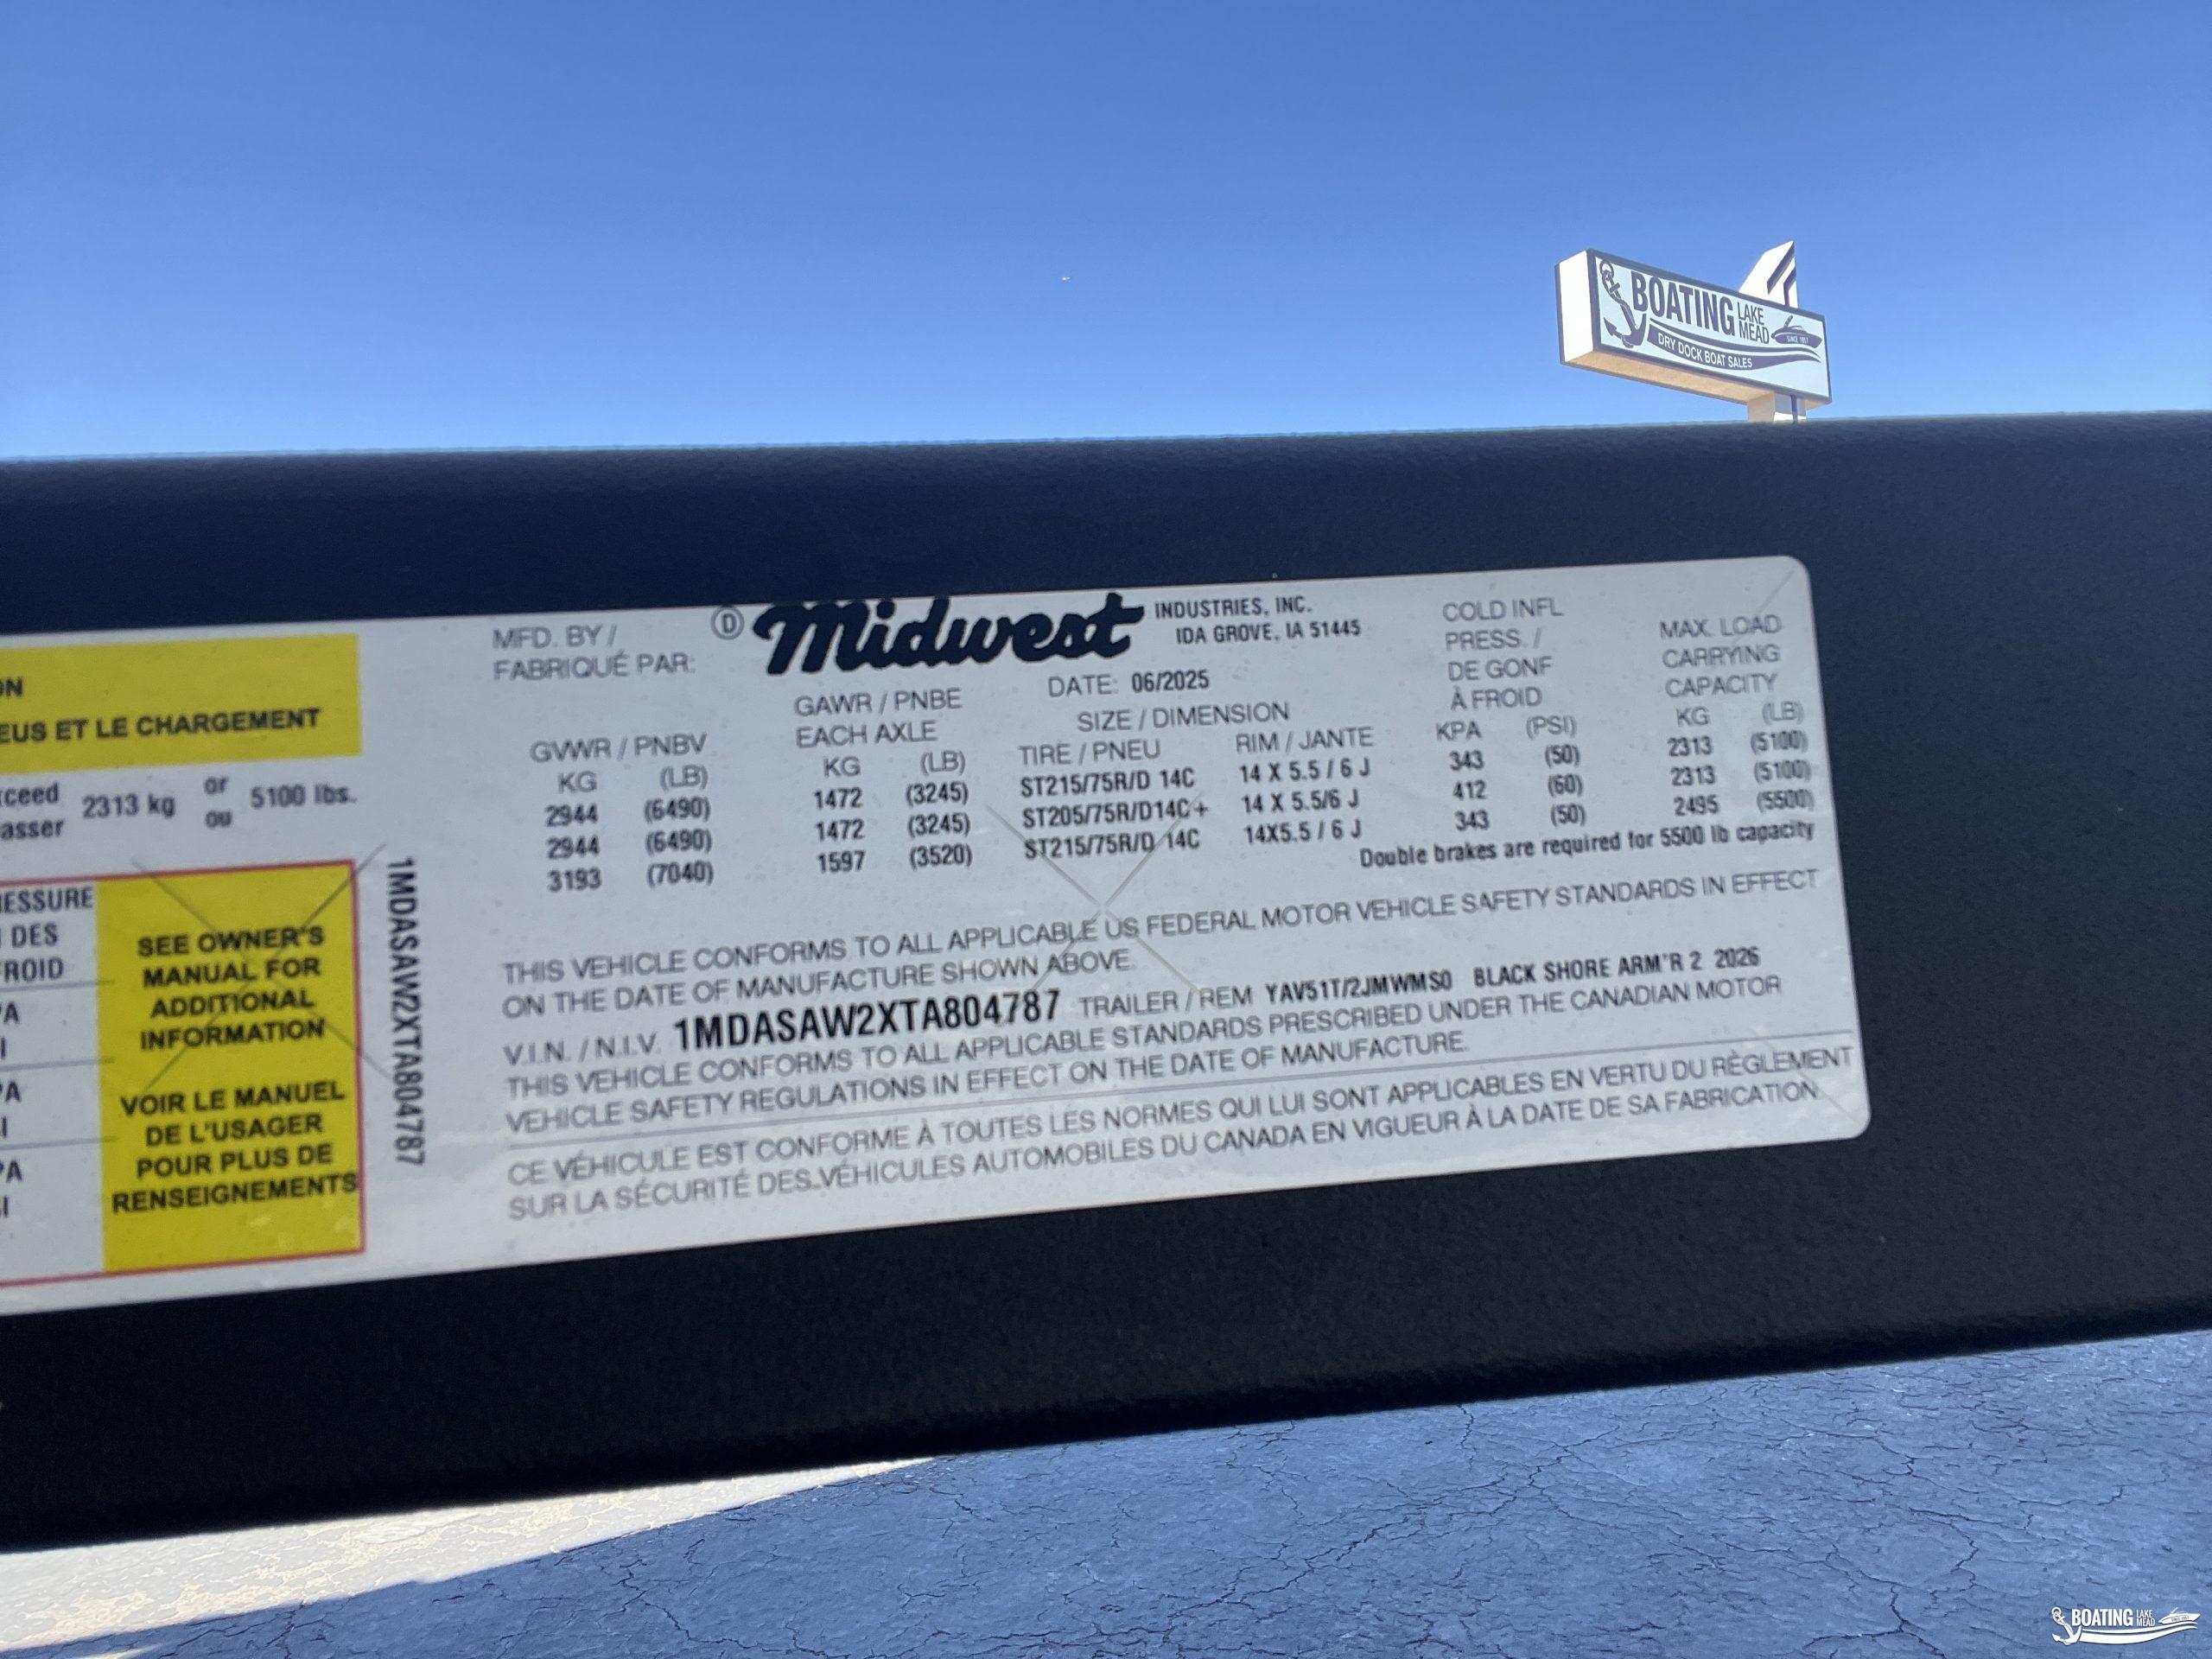 BOATING LAKE MEAD
SINCE 1957
DRY DOCK BOAT SALES
MFD. BY /
FABRIQUÉ PAR:
D Midwest INDUSTRIES, INC.
IDA GROVE, IA 51445
DATE: 06/2025
COLD INFL
PRESS. /
DE GONF
À FROID
MAX. LOAD
CARRYING
CAPACITY
GAWR / PNBE
EACH AXLE
SIZE / DIMENSION
GVWR / PNBV
TIRE / PNEU RIM / JANTE
KG (LB) KG (LB) KPA (PSI) KG (LB)
2944 (6490) 1472 (3245) ST215/75R/D 14C 14 X 5.5 / 6 J 343 (50) 2313 (5100)
2944 (6490) 1472 (3245) ST205/75R/D14C+ 14 X 5.5/6 J 412 (60) 2313 (5100)
3193 (7040) 1597 (3520) ST215/75R/D 14C 14X5.5 / 6 J 343 (50) 2495 (5500)
Double brakes are required for 5500 lb capacity
THIS VEHICLE CONFORMS TO ALL APPLICABLE US FEDERAL MOTOR VEHICLE SAFETY STANDARDS IN EFFECT
ON THE DATE OF MANUFACTURE SHOWN ABOVE.
V.I.N. / N.I.V. 1MDASAW2XTA804787 TRAILER / REM YAV51T/2JMWMS0 BLACK SHORE ARM'R 2 2026
THIS VEHICLE CONFORMS TO ALL APPLICABLE STANDARDS PRESCRIBED UNDER THE CANADIAN MOTOR
VEHICLE SAFETY REGULATIONS IN EFFECT ON THE DATE OF MANUFACTURE.
CE VÉHICULE EST CONFORME À TOUTES LES NORMES QUI LUI SONT APPLICABLES EN VERTU DU RÈGLEMENT
SUR LA SÉCURITÉ DES VÉHICULES AUTOMOBILES DU CANADA EN VIGUEUR À LA DATE DE SA FABRICATION
1MDASAW2XTA804787
ON
EUS ET LE CHARGEMENT
xceed 2313 kg or 5100 lbs.
asser ou
ESSURE
DES
FROID
PA
I
PA
I
PA
SI
SEE OWNER'S
MANUAL FOR
ADDITIONAL
INFORMATION
VOIR LE MANUEL
DE L'USAGER
POUR PLUS DE
RENSEIGNEMENTS
BOATING LAKE MEAD